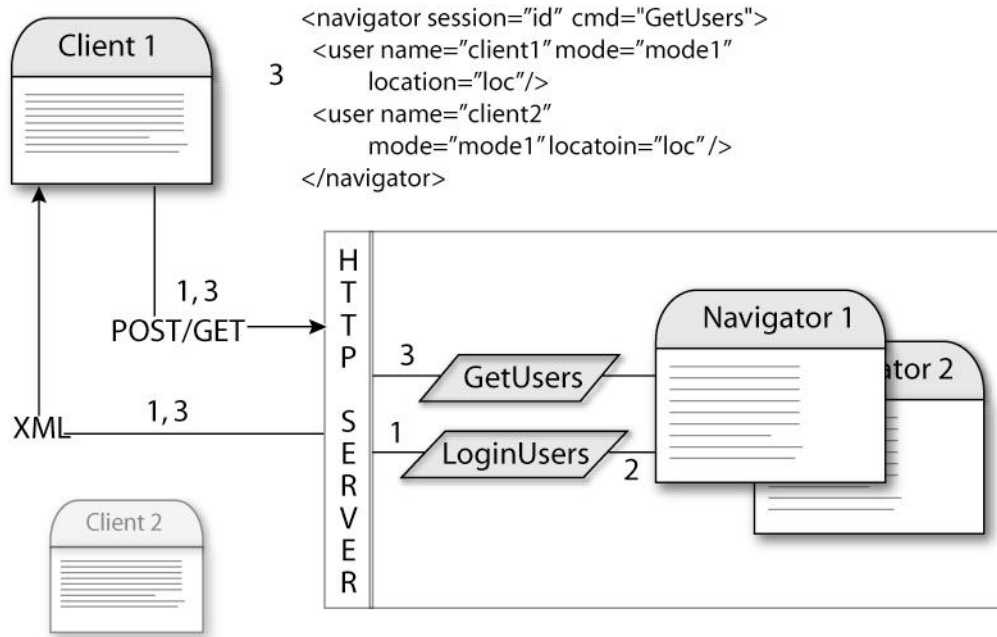 Client 1
<navigator session=”id” cmd="GetUsers">
<user name=”client1” mode=”mode1”
3
location=”loc”/>
<user name=”client2”
mode=”mode1” locatoin=”loc”/>
</navigator>
1, 3
POST/GET
HTTP SERVER
Navigator 1
ator 2
3
GetUsers
XML
1, 3
1
LoginUsers
2
Client 2